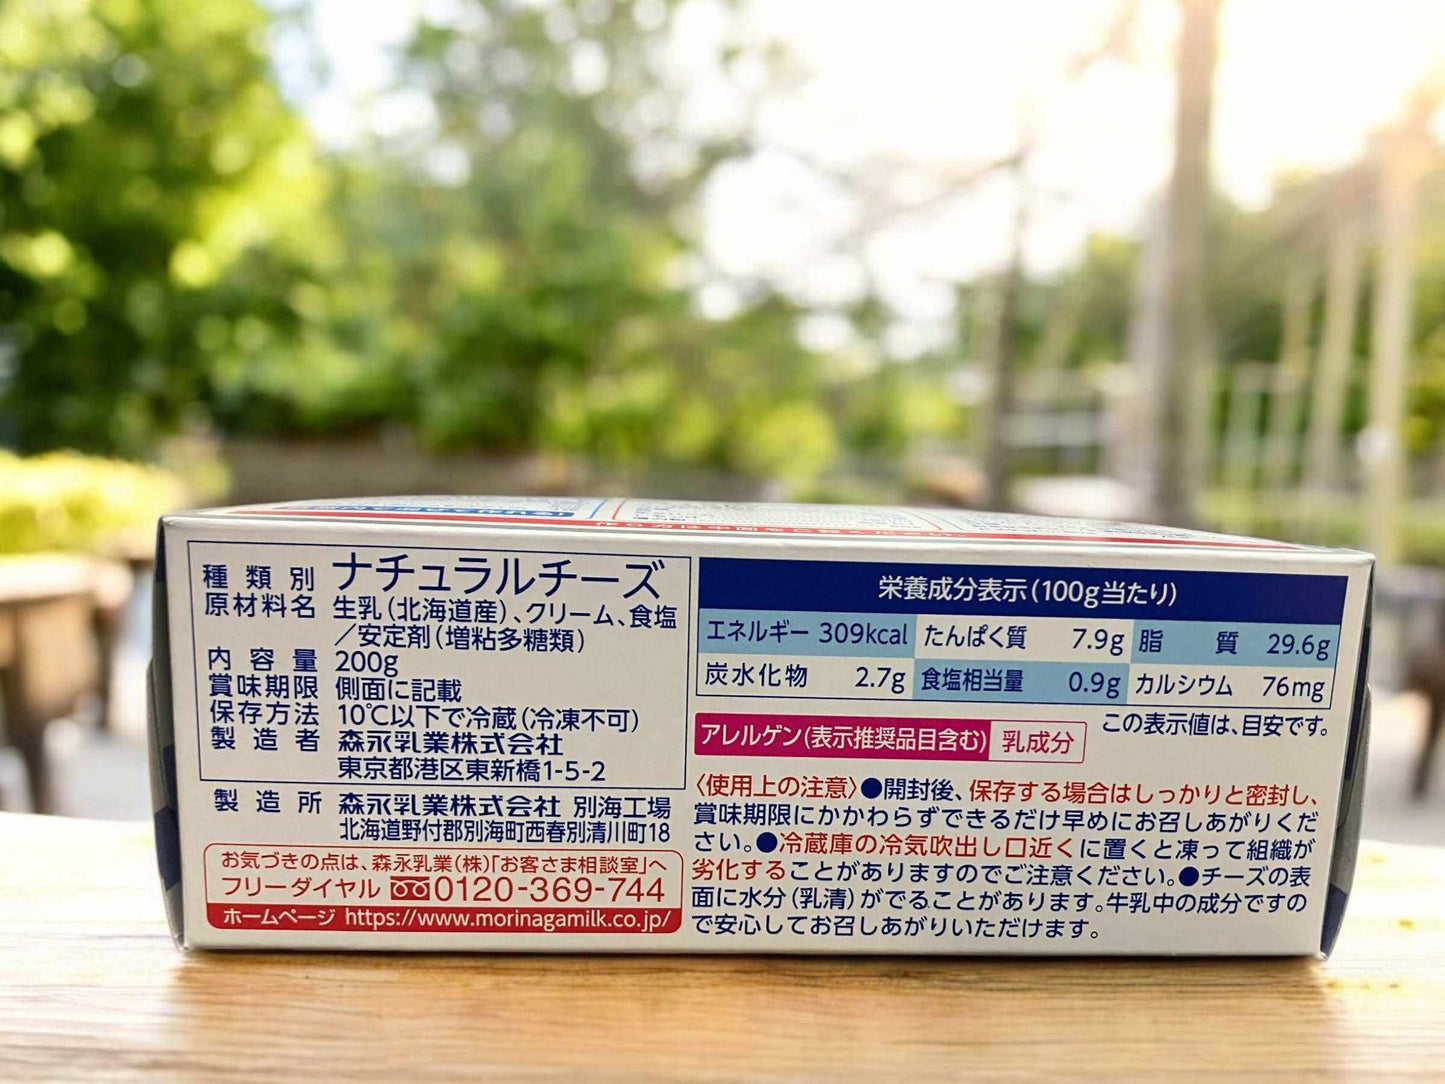 種類別 ナチュラルチーズ
原材料名 生乳(北海道産)、クリーム、食塩
/安定剤(増粘多糖類)
内容量 200g
賞味期限 側面に記載
保存方法 10℃以下で冷蔵(冷凍不可)
製造者 森永乳業株式会社
東京都港区東新橋1-5-2
製造所 森永乳業株式会社 別海工場
北海道野付郡別海町西春別清川町18
お気づきの点は、森永乳業(株)「お客さま相談室」へ
フリーダイヤル 0120-369-744
ホームページ https://www.morinagamilk.co.jp/
栄養成分表示(100g当たり)
エネルギー 309kcal たんぱく質 7.9g 脂質 29.6g
炭水化物 2.7g 食塩相当量 0.9g カルシウム 76mg
この表示値は、目安です。
アレルゲン(表示推奨品目含む) 乳成分
〈使用上の注意〉●開封後、保存する場合はしっかりと密封し、
賞味期限にかかわらずできるだけ早めにお召しあがりくだ
さい。●冷蔵庫の冷気吹出し口近くに置くと凍って組織が
劣化することがありますのでご注意ください。●チーズの表
面に水分(乳清)がでることがあります。牛乳中の成分ですの
で安心してお召しあがりいただけます。